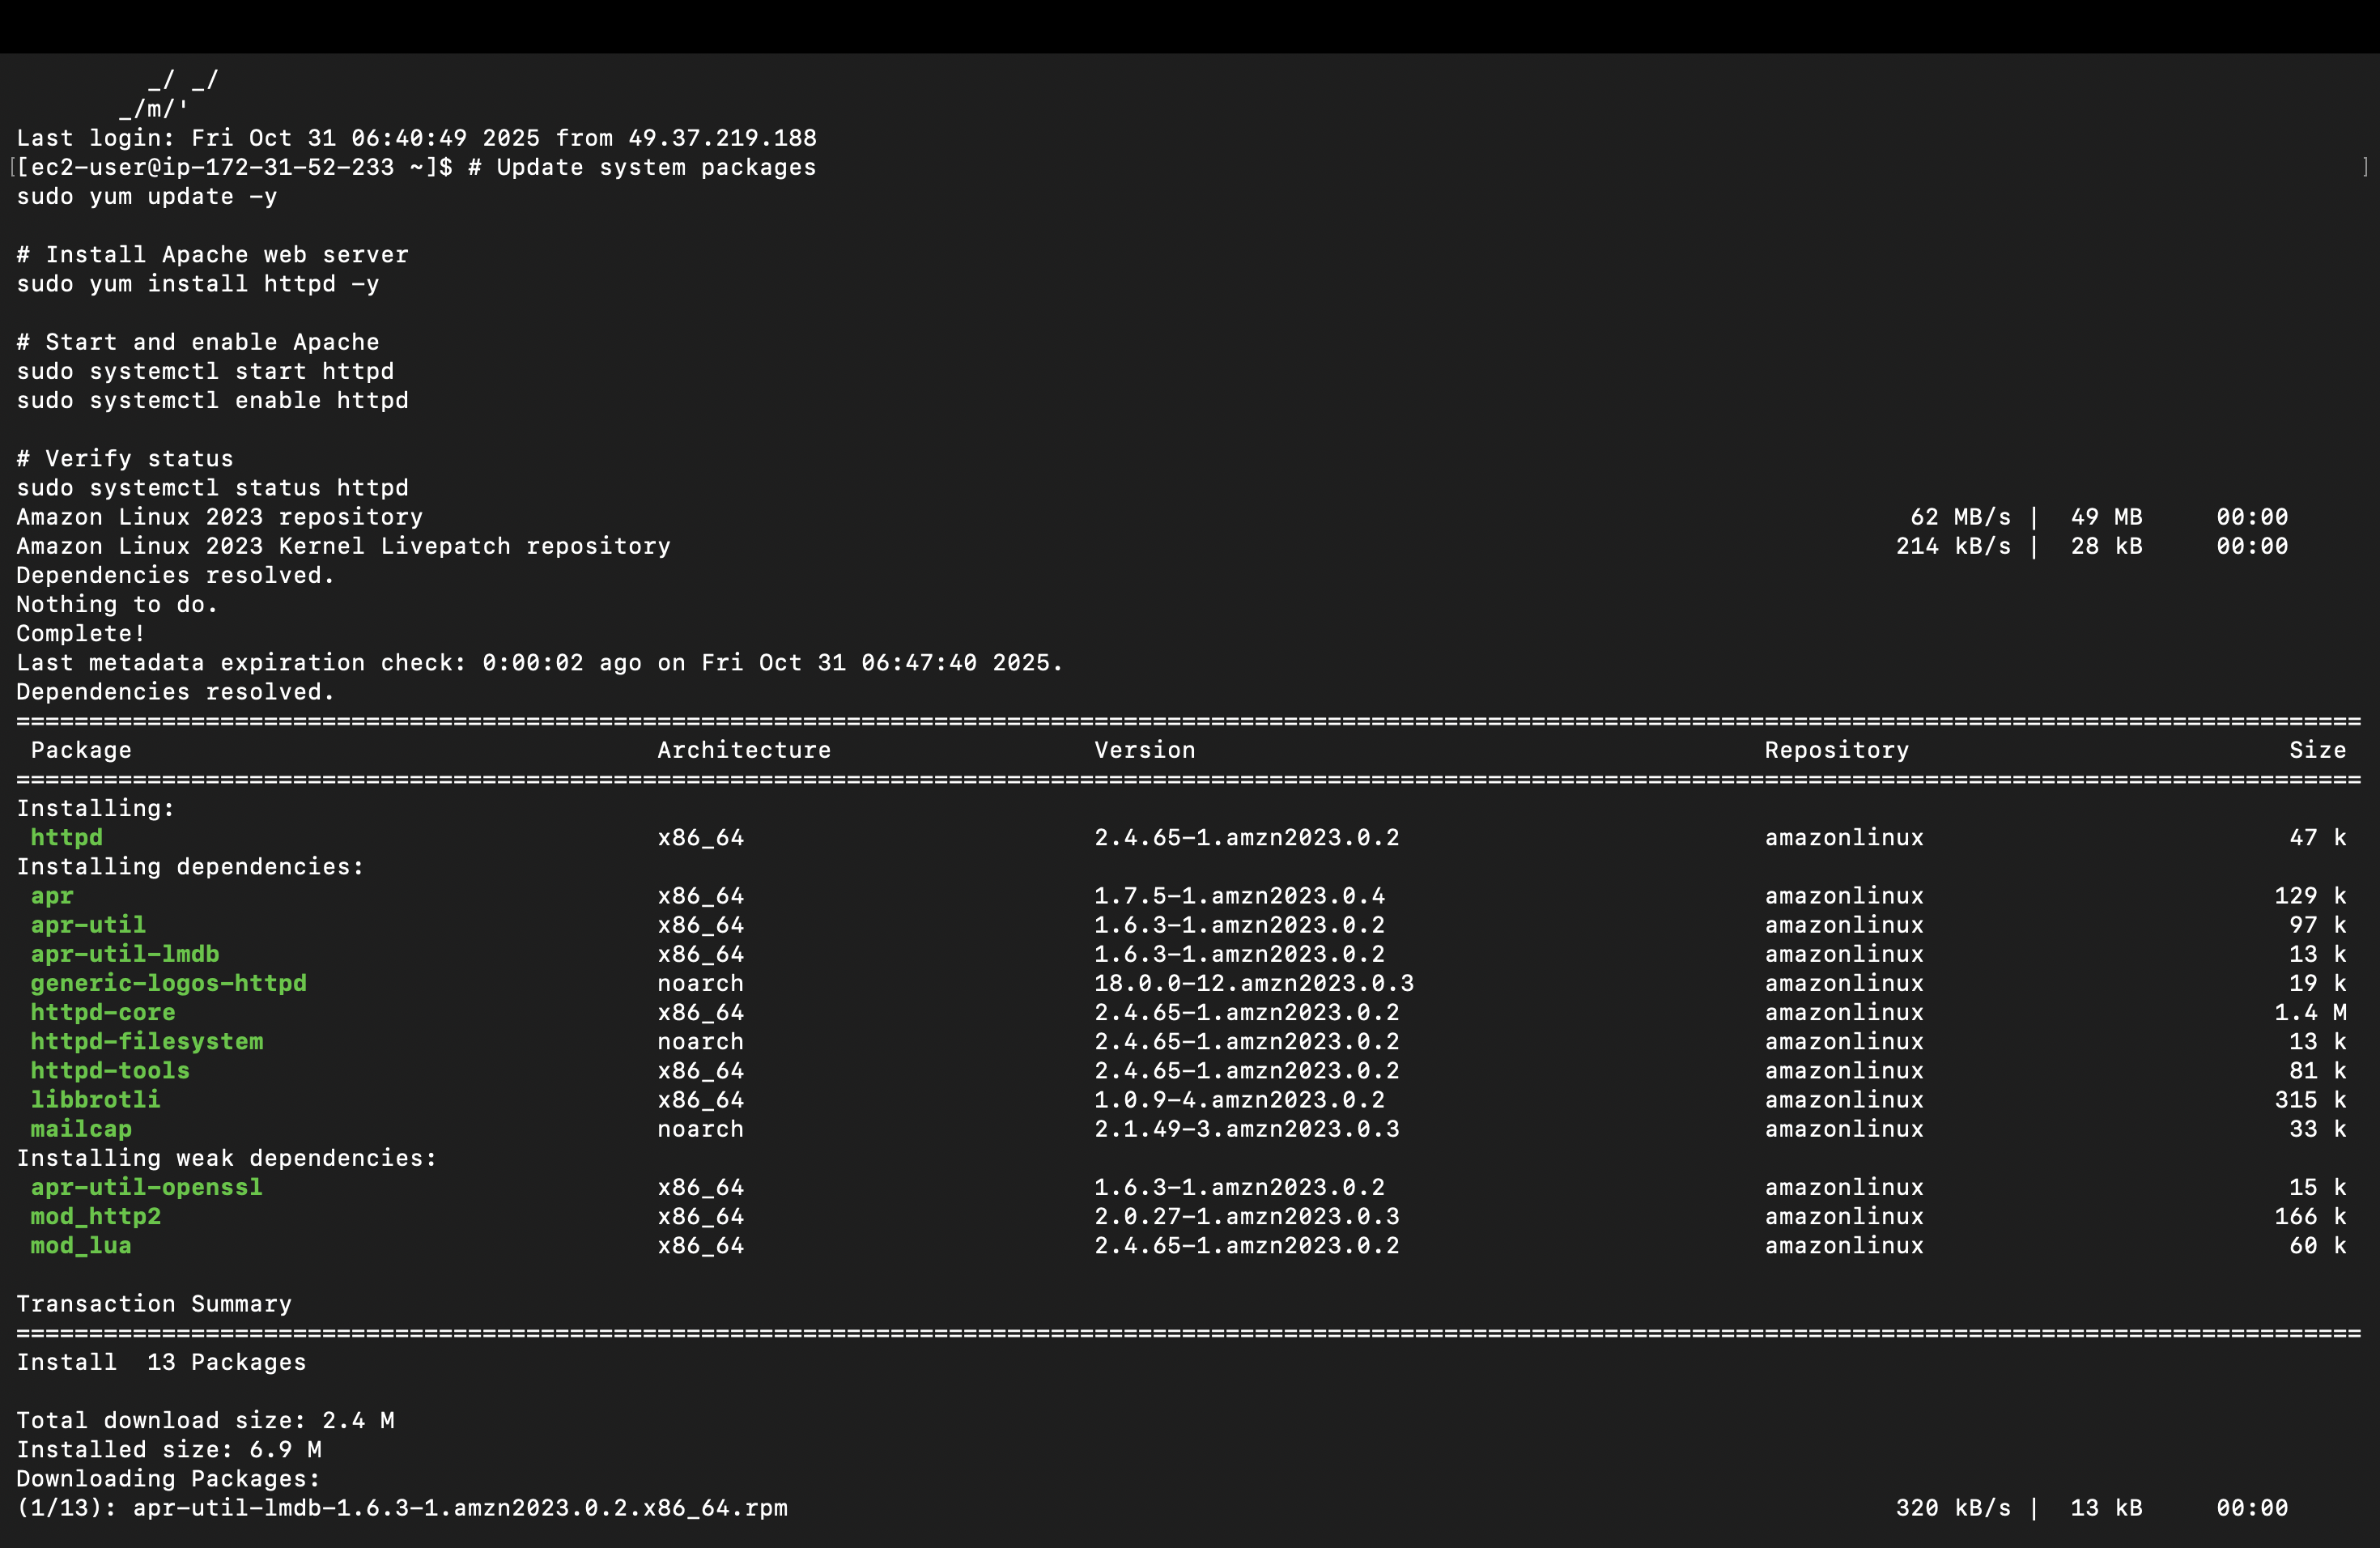 _/ _/
_/m/'
Last login: Fri Oct 31 06:40:49 2025 from 49.37.219.188
[[ec2-user@ip-172-31-52-233 ~]$ # Update system packages ]
sudo yum update -y

# Install Apache web server
sudo yum install httpd -y

# Start and enable Apache
sudo systemctl start httpd
sudo systemctl enable httpd

# Verify status
sudo systemctl status httpd
Amazon Linux 2023 repository 62 MB/s | 49 MB 00:00
Amazon Linux 2023 Kernel Livepatch repository 214 kB/s | 28 kB 00:00
Dependencies resolved.
Nothing to do.
Complete!
Last metadata expiration check: 0:00:02 ago on Fri Oct 31 06:47:40 2025.
Dependencies resolved.
================================================================================
Package Architecture Version Repository Size
================================================================================
Installing:
httpd x86_64 2.4.65-1.amzn2023.0.2 amazonlinux 47 k
Installing dependencies:
apr x86_64 1.7.5-1.amzn2023.0.4 amazonlinux 129 k
apr-util x86_64 1.6.3-1.amzn2023.0.2 amazonlinux 97 k
apr-util-lmdb x86_64 1.6.3-1.amzn2023.0.2 amazonlinux 13 k
generic-logos-httpd noarch 18.0.0-12.amzn2023.0.3 amazonlinux 19 k
httpd-core x86_64 2.4.65-1.amzn2023.0.2 amazonlinux 1.4 M
httpd-filesystem noarch 2.4.65-1.amzn2023.0.2 amazonlinux 13 k
httpd-tools x86_64 2.4.65-1.amzn2023.0.2 amazonlinux 81 k
libbrotli x86_64 1.0.9-4.amzn2023.0.2 amazonlinux 315 k
mailcap noarch 2.1.49-3.amzn2023.0.3 amazonlinux 33 k
Installing weak dependencies:
apr-util-openssl x86_64 1.6.3-1.amzn2023.0.2 amazonlinux 15 k
mod_http2 x86_64 2.0.27-1.amzn2023.0.3 amazonlinux 166 k
mod_lua x86_64 2.4.65-1.amzn2023.0.2 amazonlinux 60 k

Transaction Summary
================================================================================
Install 13 Packages

Total download size: 2.4 M
Installed size: 6.9 M
Downloading Packages:
(1/13): apr-util-lmdb-1.6.3-1.amzn2023.0.2.x86_64.rpm 320 kB/s | 13 kB 00:00